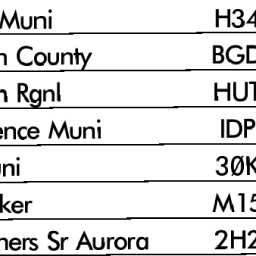 Muni H34
n County BGD
n Rgnl HUT
ence Muni IDP
uni 30K
ker M15
ners Sr Aurora 2H2